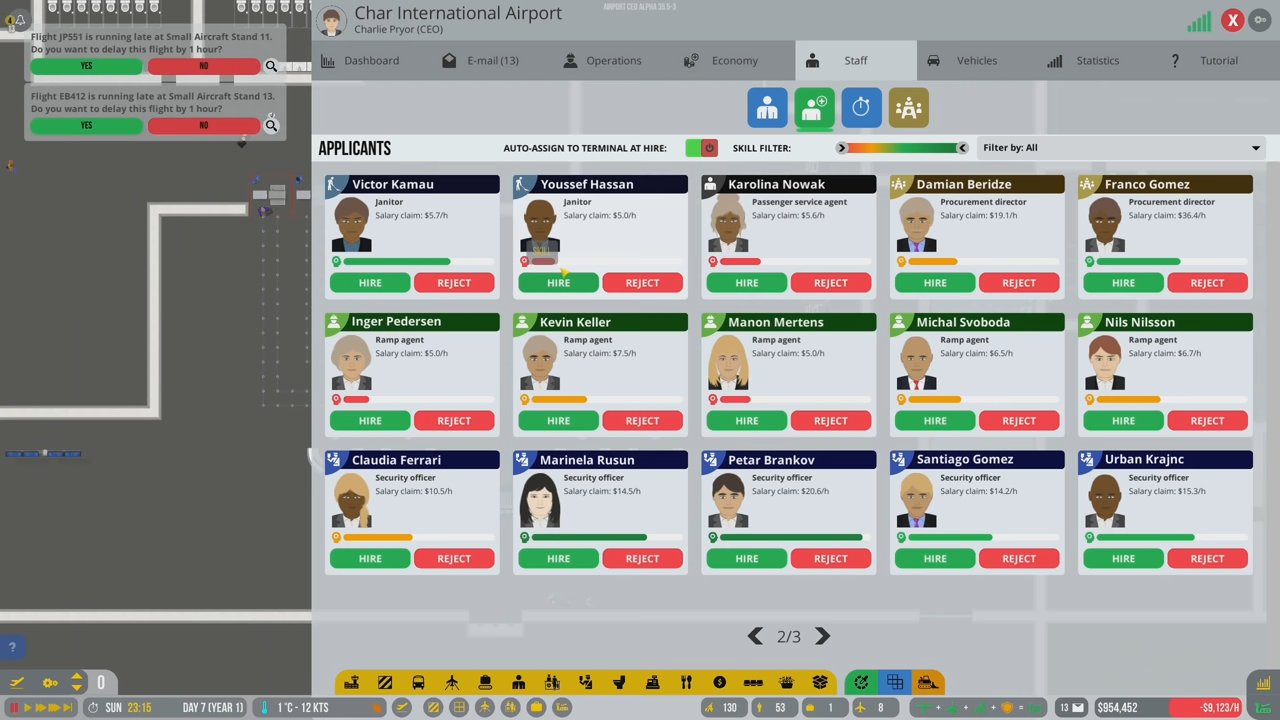 AIRPORT CEO ALPHA 35.5-3
Char International Airport
Charlie Pryor (CEO)
Flight JP551 is running late at Small Aircraft Stand 11.
Do you want to delay this flight by 1 hour?
YES NO
Flight EB412 is running late at Small Aircraft Stand 13.
Do you want to delay this flight by 1 hour?
YES NO
X
Dashboard E-mail (13) Operations Economy Staff Vehicles Statistics ? Tutorial
APPLICANTS AUTO-ASSIGN TO TERMINAL AT HIRE: SKILL FILTER: Filter by: All
Victor Kamau Youssef Hassan Karolina Nowak Damian Beridze Franco Gomez
Janitor Janitor Passenger service agent Procurement director Procurement director
Salary claim: $5.7/h Salary claim: $5.0/h Salary claim: $5.6/h Salary claim: $19.1/h Salary claim: $36.4/h
SKILL
HIRE REJECT HIRE REJECT HIRE REJECT HIRE REJECT HIRE REJECT
Inger Pedersen Kevin Keller Manon Mertens Michal Svoboda Nils Nilsson
Ramp agent Ramp agent Ramp agent Ramp agent Ramp agent
Salary claim: $5.0/h Salary claim: $7.5/h Salary claim: $5.0/h Salary claim: $6.5/h Salary claim: $6.7/h
HIRE REJECT HIRE REJECT HIRE REJECT HIRE REJECT HIRE REJECT
Claudia Ferrari Marinela Rusun Petar Brankov Santiago Gomez Urban Krajnc
Security officer Security officer Security officer Security officer Security officer
Salary claim: $10.5/h Salary claim: $14.5/h Salary claim: $20.6/h Salary claim: $14.2/h Salary claim: $15.3/h
HIRE REJECT HIRE REJECT HIRE REJECT HIRE REJECT HIRE REJECT
2/3
?
0
SUN 23:15 DAY 7 (YEAR 1) 1 °C - 12 KTS 130 53 1 8 13 $954,452 -$9,123/H